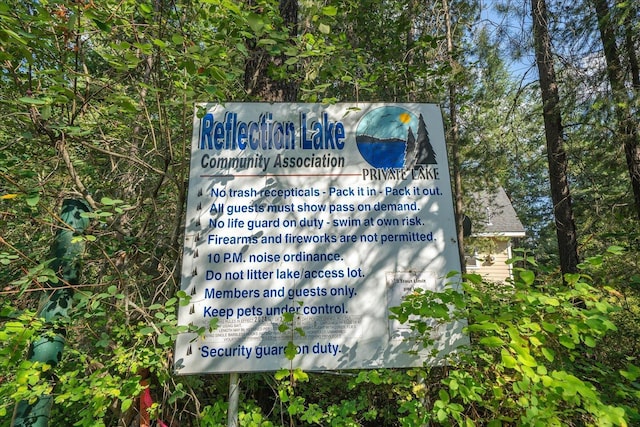 Reflection Lake
Community Association
PRIVATE LAKE
No trash recepticals - Pack it in - Pack it out.
All guests must show pass on demand.
No life guard on duty - swim at own risk.
Firearms and fireworks are not permitted.
10 P.M. noise ordinance.
Do not litter lake/access lot.
Members and guests only.
Keep pets under control.
Security guard on duty.